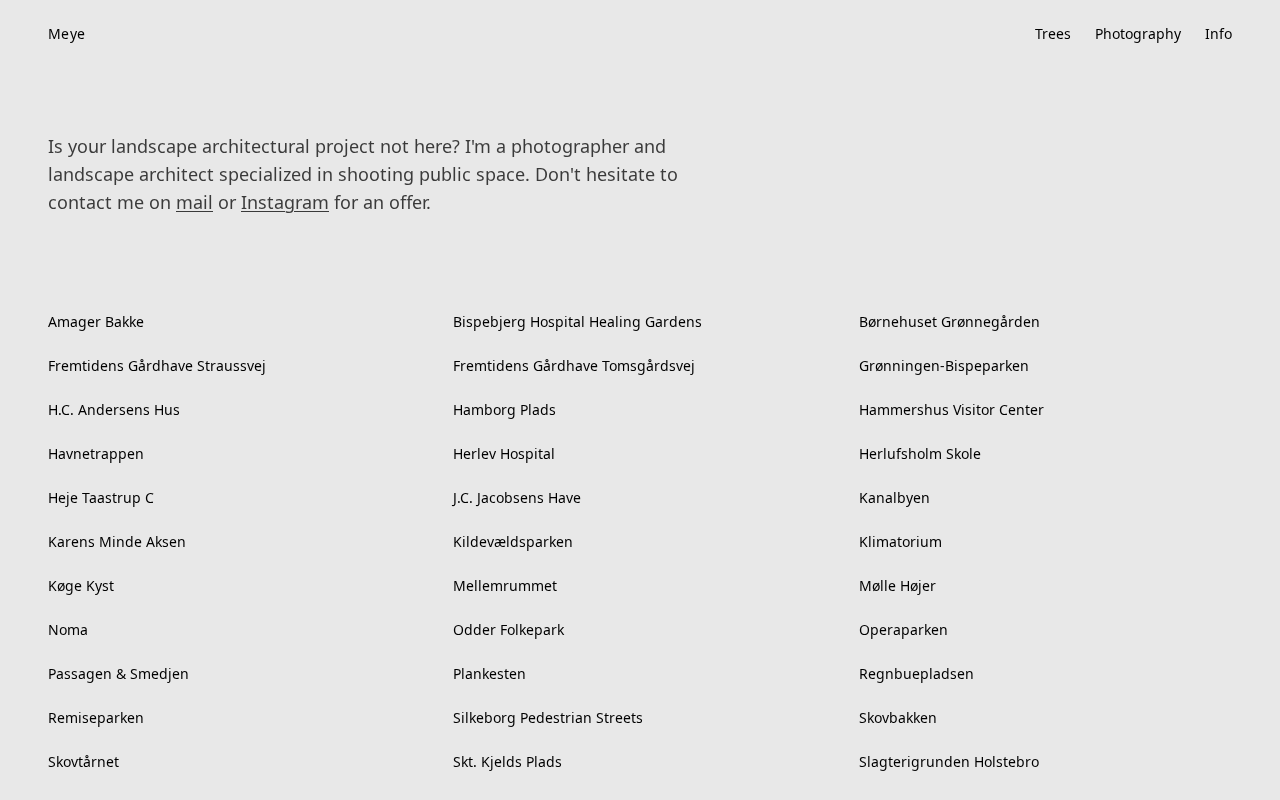 Meye
Trees
Photography
Info
Is your landscape architectural project not here? I'm a photographer and
landscape architect specialized in shooting public space. Don't hesitate to
contact me on mail or Instagram for an offer.
Amager Bakke
Bispebjerg Hospital Healing Gardens
Børnehuset Grønnegården
Fremtidens Gårdhave Straussvej
Fremtidens Gårdhave Tomsgårdsvej
Grønningen-Bispeparken
H.C. Andersens Hus
Hamborg Plads
Hammershus Visitor Center
Havnetrappen
Herlev Hospital
Herlufsholm Skole
Heje Taastrup C
J.C. Jacobsens Have
Kanalbyen
Karens Minde Aksen
Kildevældsparken
Klimatorium
Køge Kyst
Mellemrummet
Mølle Højer
Noma
Odder Folkepark
Operaparken
Passagen & Smedjen
Plankesten
Regnbuepladsen
Remiseparken
Silkeborg Pedestrian Streets
Skovbakken
Skovtårnet
Skt. Kjelds Plads
Slagterigrunden Holstebro